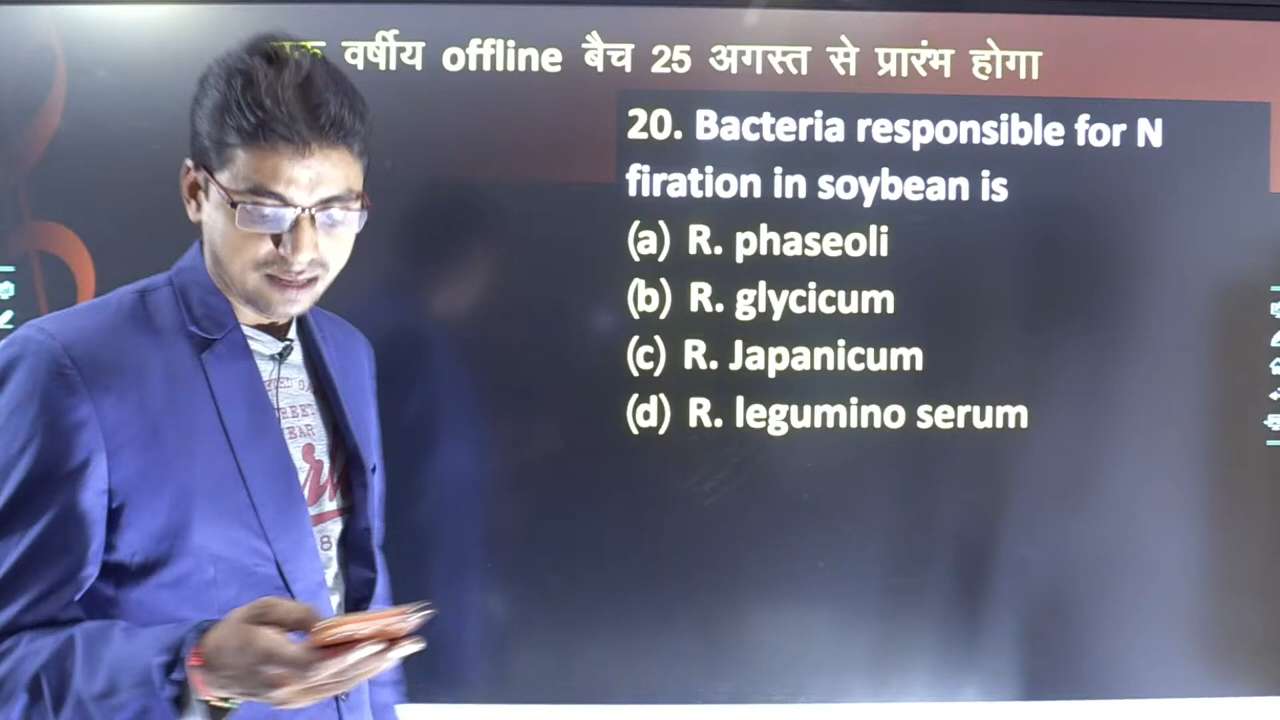 वर्षीय offline बैच 25 अगस्त से प्रारंभ होगा
20. Bacteria responsible for N
firation in soybean is
(a) R. phaseoli
(b) R. glycicum
(c) R. Japanicum
(d) R. legumino serum